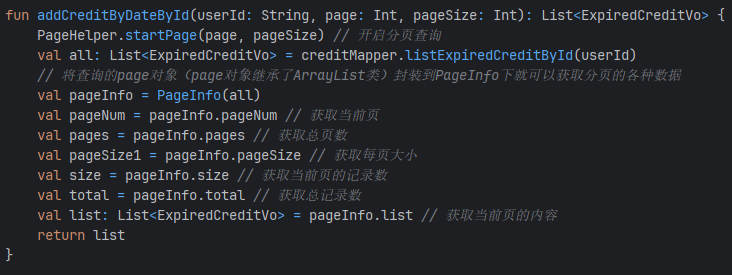 fun addCreditByDateById(userId: String, page: Int, pageSize: Int): List<ExpiredCreditVo> {
    PageHelper.startPage(page, pageSize) // 开启分页查询
    val all: List<ExpiredCreditVo> = creditMapper.listExpiredCreditById(userId)
    // 将查询的page对象（page对象继承了ArrayList类）封装到PageInfo下就可以获取分页的各种数据
    val pageInfo = PageInfo(all)
    val pageNum = pageInfo.pageNum // 获取当前页
    val pages = pageInfo.pages // 获取总页数
    val pageSize1 = pageInfo.pageSize // 获取每页大小
    val size = pageInfo.size // 获取当前页的记录数
    val total = pageInfo.total // 获取总记录数
    val list: List<ExpiredCreditVo> = pageInfo.list // 获取当前页的内容
    return list
}